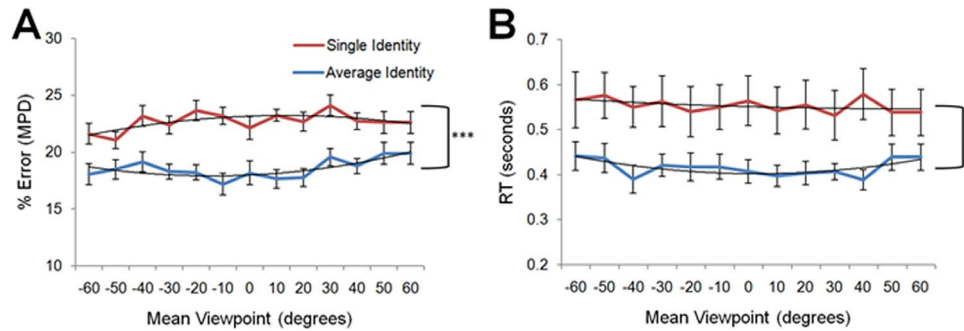 A
30
25
20
15
10
% Error (MPD)
Single Identity
Average Identity
***
-60 -50 -40 -30 -20 -10 0 10 20 30 40 50 60
Mean Viewpoint (degrees)
B
0.6
0.5
0.4
0.3
0.2
RT (seconds)
-60 -50 -40 -30 -20 -10 0 10 20 30 40 50 60
Mean Viewpoint (degrees)